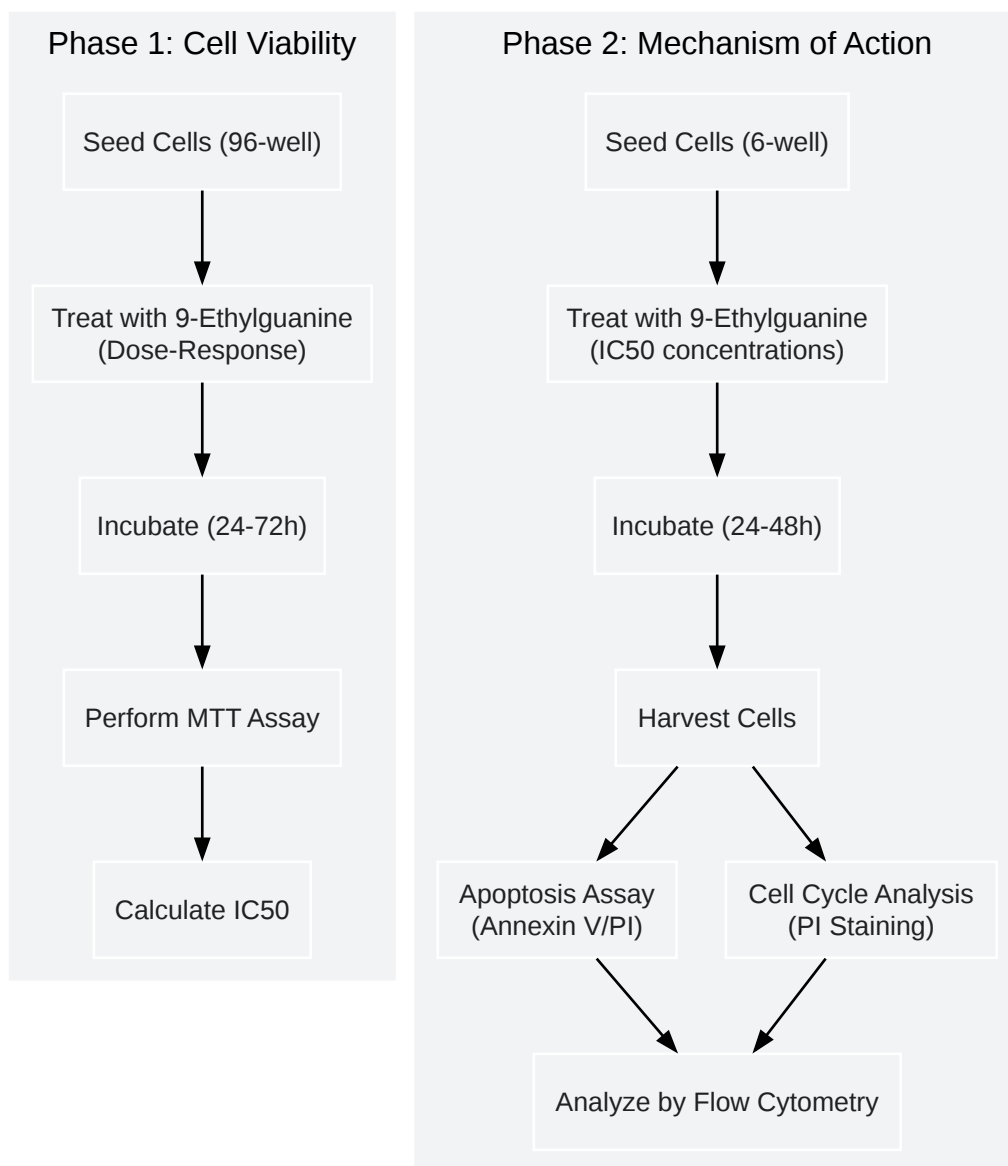 Phase 1: Cell Viability
Seed Cells (96-well)
Treat with 9-Ethylguanine
(Dose-Response)
Incubate (24-72h)
Perform MTT Assay
Calculate IC50
Phase 2: Mechanism of Action
Seed Cells (6-well)
Treat with 9-Ethylguanine
(IC50 concentrations)
Incubate (24-48h)
Harvest Cells
Apoptosis Assay
(Annexin V/PI)
Cell Cycle Analysis
(PI Staining)
Analyze by Flow Cytometry